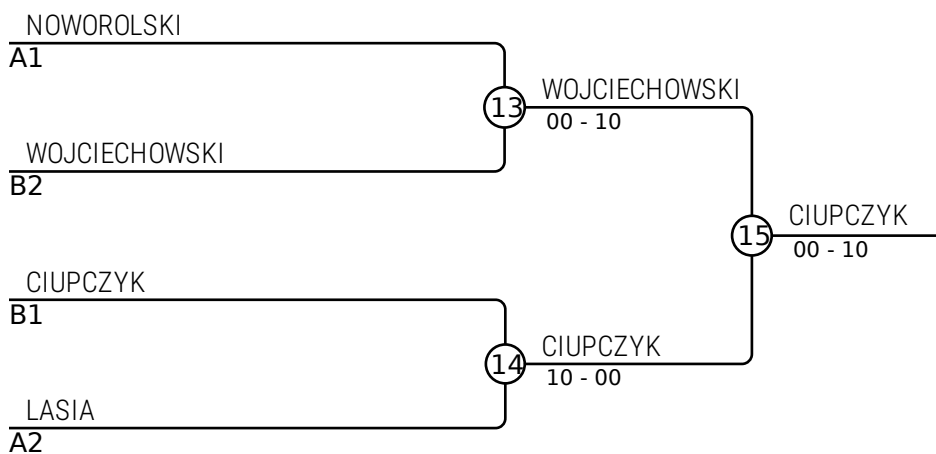 NOWOROLSKI
A1
13
WOJCIECHOWSKI
00 - 10
WOJCIECHOWSKI
B2
15
CIUPCZYK
00 - 10
CIUPCZYK
B1
14
CIUPCZYK
10 - 00
LASIA
A2